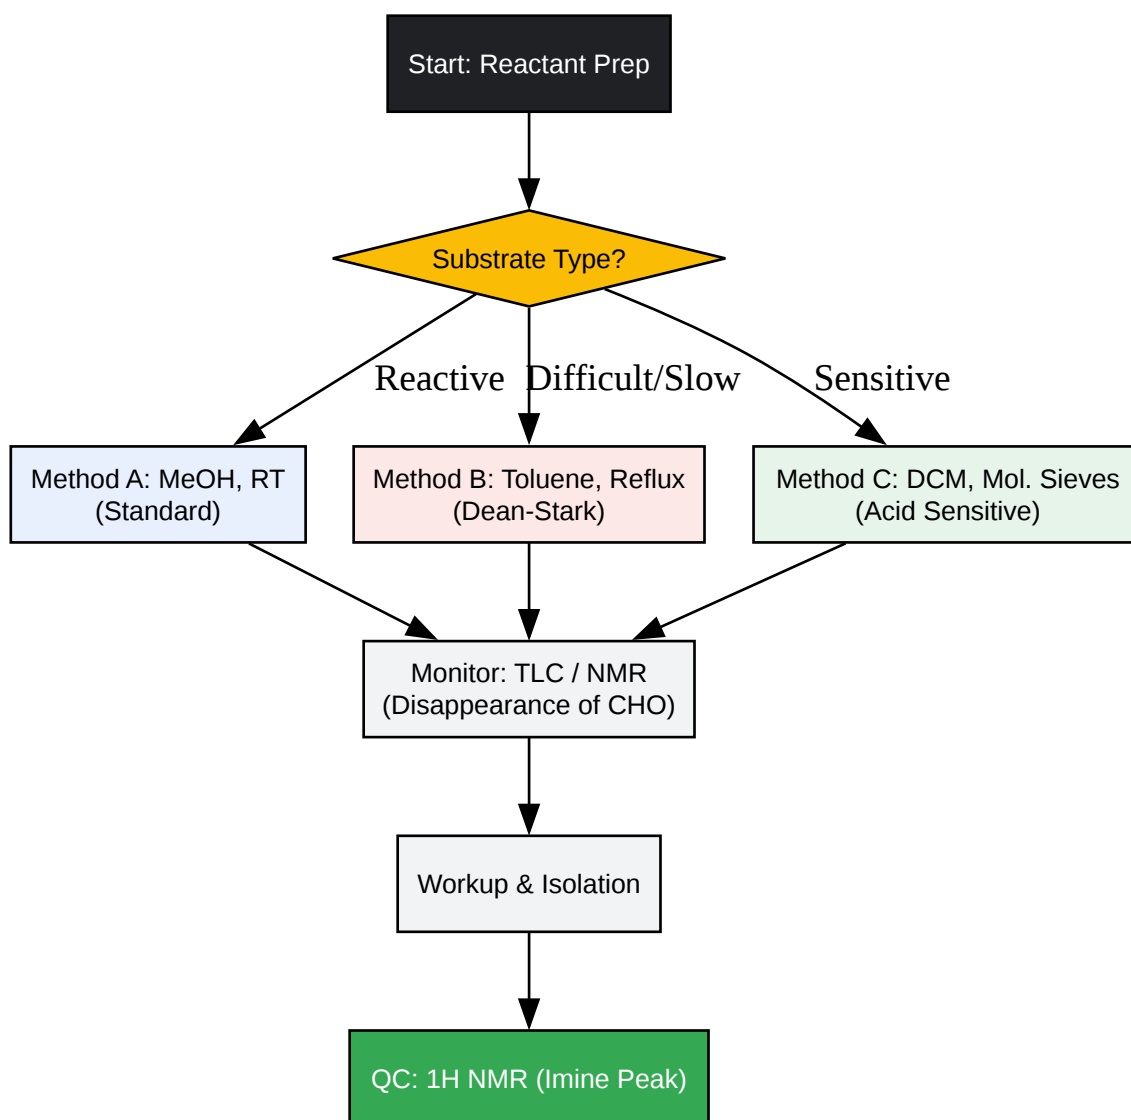 Start: Reactant Prep
Substrate Type?
Reactive
Difficult/Slow
Sensitive
Method A: MeOH, RT
(Standard)
Method B: Toluene, Reflux
(Dean-Stark)
Method C: DCM, Mol. Sieves
(Acid Sensitive)
Monitor: TLC / NMR
(Disappearance of CHO)
Workup & Isolation
QC: 1H NMR (Imine Peak)